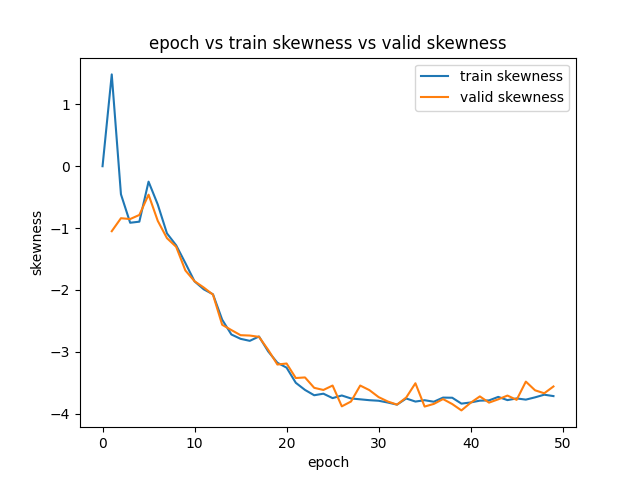 epoch vs train skewness vs valid skewness
train skewness
valid skewness
1
0
−1
−2
−3
−4
skewness
0
10
20
30
40
50
epoch